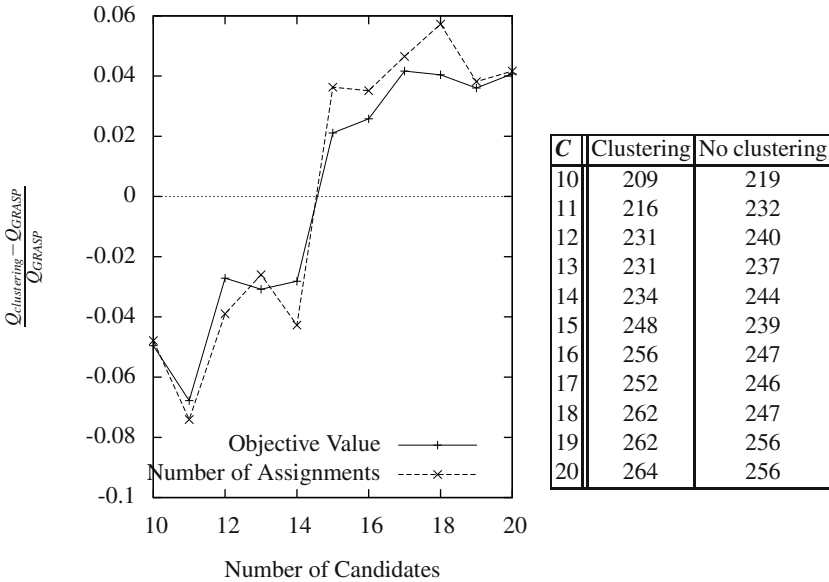 0.06
0.04
0.02
0
-0.02
-0.04
-0.06
-0.08
-0.1
10 12 14 16 18 20
Number of Candidates
Qclustering−QGRASP
QGRASP
Objective Value
Number of Assignments
C Clustering No clustering
10 209 219
11 216 232
12 231 240
13 231 237
14 234 244
15 248 239
16 256 247
17 252 246
18 262 247
19 262 256
20 264 256